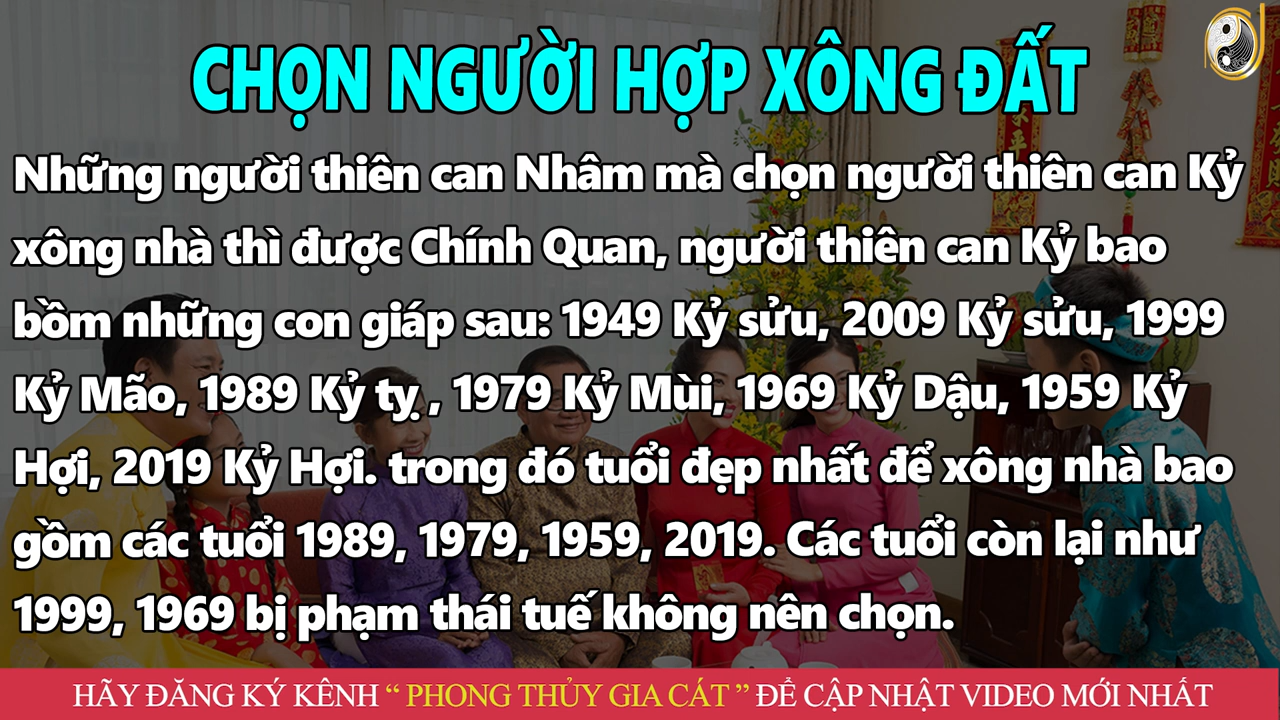 CHỌN NGƯỜI HỢP XÔNG ĐẤT
Những người thiên can Nhâm mà chọn người thiên can Kỷ
xông nhà thì được Chính Quan, người thiên can Kỷ bao
bồm những con giáp sau: 1949 Kỷ sửu, 2009 Kỷ sửu, 1999
Kỷ Mão, 1989 Kỷ tỵ , 1979 Kỷ Mùi, 1969 Kỷ Dậu, 1959 Kỷ
Hợi, 2019 Kỷ Hợi. trong đó tuổi đẹp nhất để xông nhà bao
gồm các tuổi 1989, 1979, 1959, 2019. Các tuổi còn lại như
1999, 1969 bị phạm thái tuế không nên chọn.
HÃY ĐĂNG KÝ KÊNH “ PHONG THỦY GIA CÁT ” ĐỂ CẬP NHẬT VIDEO MỚI NHẤT